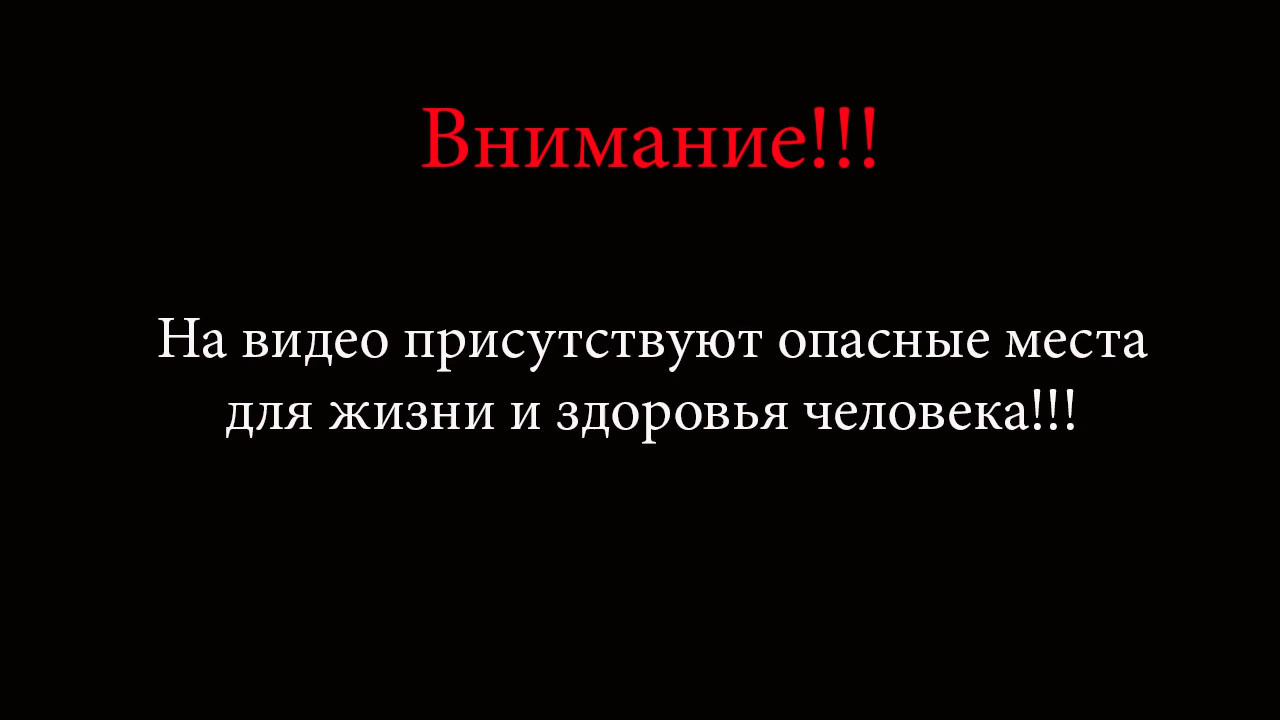 Внимание!!!
На видео присутствуют опасные места
для жизни и здоровья человека!!!